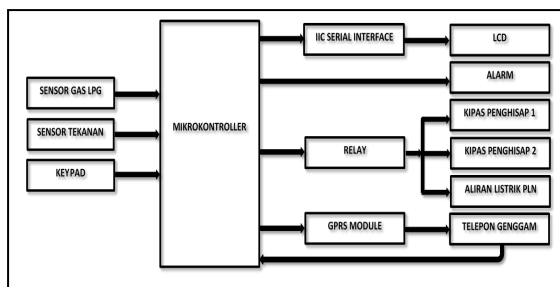 SENSOR GAS LPG
SENSOR TEKANAN
KEYPAD
MIKROKONTROLLER
IIC SERIAL INTERFACE
RELAY
GPRS MODULE
LCD
ALARM
KIPAS PENGHISAP 1
KIPAS PENGHISAP 2
ALIRAN LISTRIK PLN
TELEPON GENGGAM